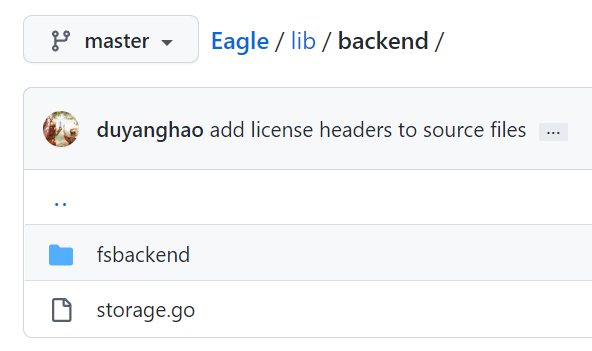 master Eagle / lib / backend /
duyanghao add license headers to source files ...
..
fsbackend
storage.go